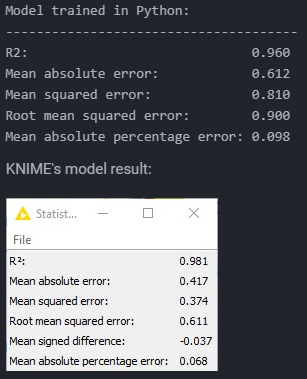 Model trained in Python:
-------------------------------------
R2: 0.960
Mean absolute error: 0.612
Mean squared error: 0.810
Root mean squared error: 0.900
Mean absolute percentage error: 0.098
KNIME's model result:
Statist...
File
R²: 0.981
Mean absolute error: 0.417
Mean squared error: 0.374
Root mean squared error: 0.611
Mean signed difference: -0.037
Mean absolute percentage error: 0.068